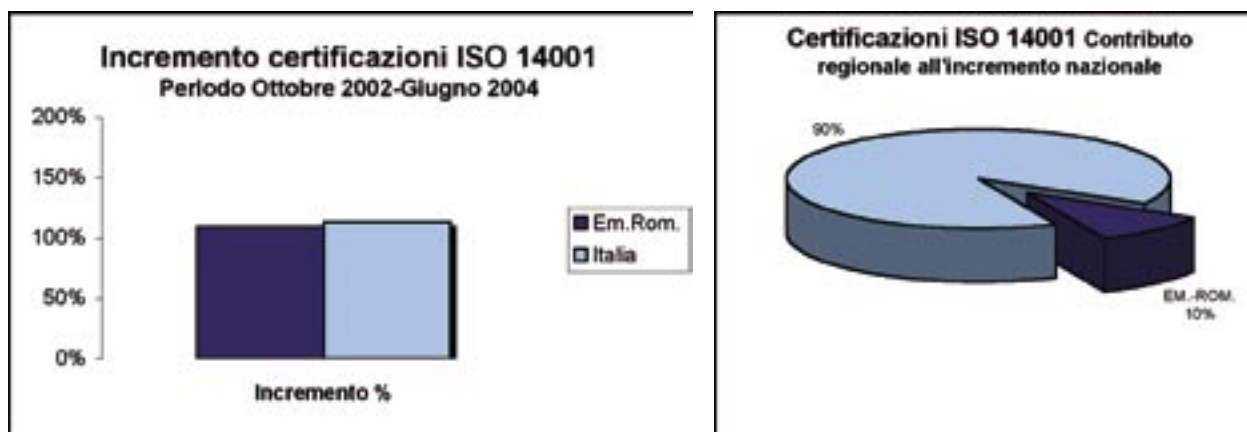 Incremento certificazioni ISO 14001
Periodo Ottobre 2002-Giugno 2004
200%
150%
100%
50%
0%
Incremento %
Em.Rom.
Italia
Certificazioni ISO 14001 Contributo
regionale all'incremento nazionale
90%
EM.-ROM.
10%